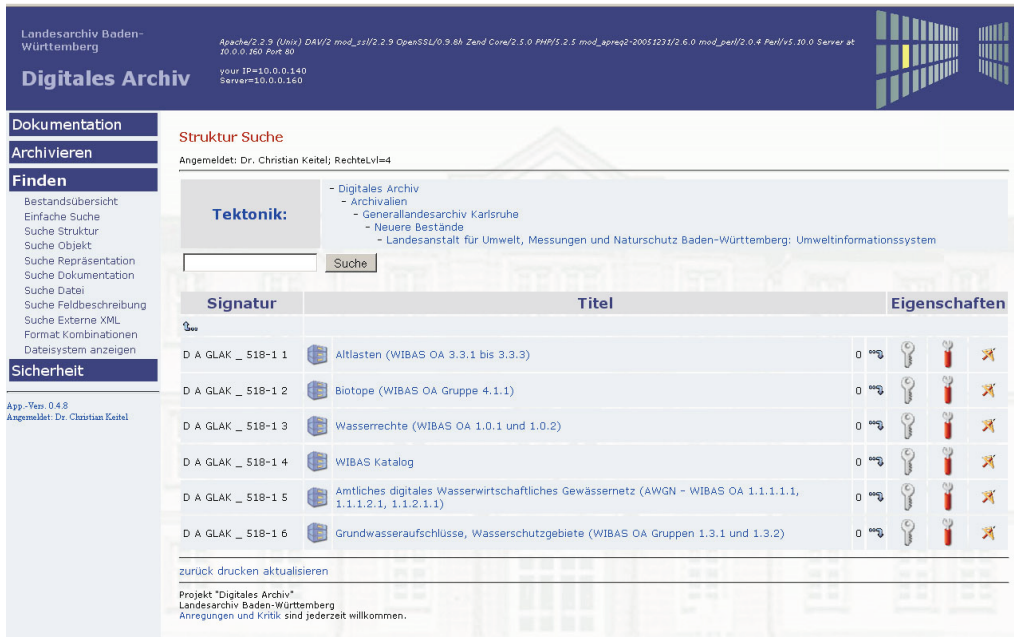 Landesarchiv Baden-
Württemberg
Digitales Archiv
Apache/2.2.9 (Unix) DAV/2 mod_ssl/2.2.9 OpenSSL/0.9.8h Zend Core/2.5.0 PHP/5.2.5 mod_apreq2-20051231/2.6.0 mod_perl/2.0.4 Perl/v5.10.0 Server at
10.0.0.160 Port 80
your IP=10.0.0.140
Server=10.0.0.160
Dokumentation
Archivieren
Finden
Bestandsübersicht
Einfache Suche
Suche Struktur
Suche Objekt
Suche Repräsentation
Suche Dokumentation
Suche Datei
Suche Feldbeschreibung
Suche Externe XML
Format Kombinationen
Dateisystem anzeigen
Sicherheit
App.-Vers. 0.4.8
Angemeldet: Dr. Christian Keitel
Struktur Suche
Angemeldet: Dr. Christian Keitel; RechteLvl=4
Tektonik:
- Digitales Archiv
- Archivalien
- Generallandesarchiv Karlsruhe
- Neuere Bestände
- Landesanstalt für Umwelt, Messungen und Naturschutz Baden-Württemberg: Umweltinformationssystem
Suche
Signatur Titel Eigenschaften
D A GLAK _ 518-1 1 Altlasten (WIBAS OA 3.3.1 bis 3.3.3) 0
D A GLAK _ 518-1 2 Biotope (WIBAS OA Gruppe 4.1.1) 0
D A GLAK _ 518-1 3 Wasserrechte (WIBAS OA 1.0.1 und 1.0.2) 0
D A GLAK _ 518-1 4 WIBAS Katalog 0
D A GLAK _ 518-1 5 Amtliches digitales Wasserwirtschaftliches Gewässernetz (AWGN - WIBAS OA 1.1.1.1.1, 0
1.1.1.2.1, 1.1.2.1.1)
D A GLAK _ 518-1 6 Grundwasseraufschlüsse, Wasserschutzgebiete (WIBAS OA Gruppen 1.3.1 und 1.3.2) 0
zurück drucken aktualisieren
Projekt "Digitales Archiv"
Landesarchiv Baden-Württemberg
Anregungen und Kritik sind jederzeit willkommen.